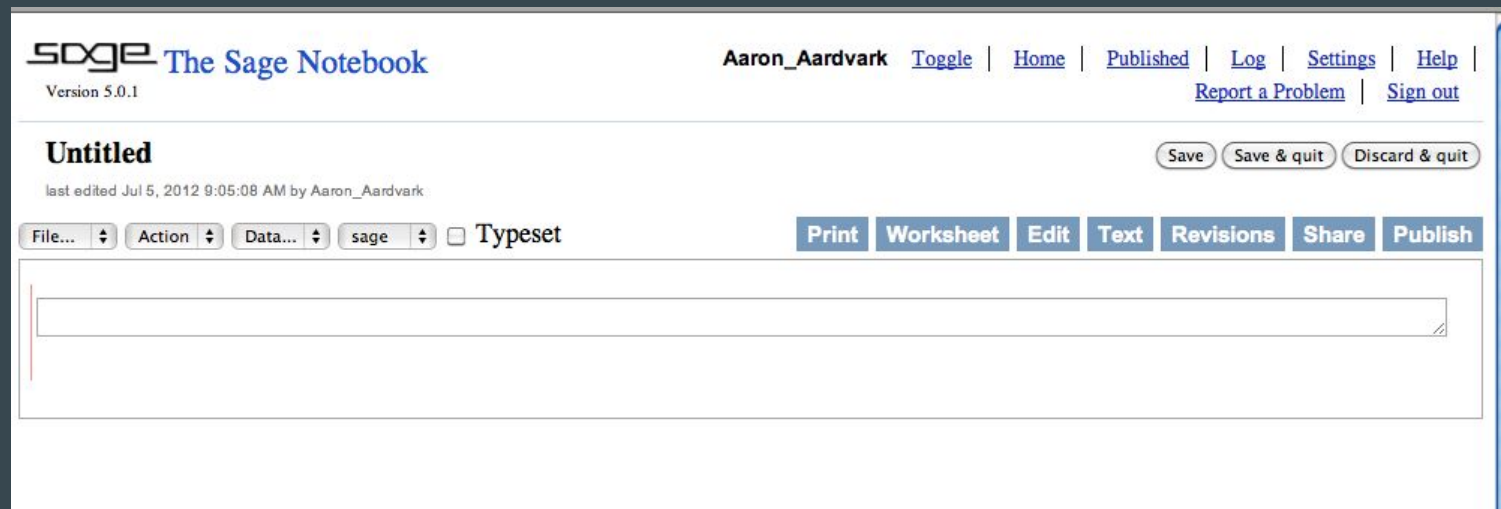 sage The Sage Notebook
Version 5.0.1
Aaron_Aardvark Toggle | Home | Published | Log | Settings | Help |
Report a Problem | Sign out
Untitled
last edited Jul 5, 2012 9:05:08 AM by Aaron_Aardvark
Save Save & quit Discard & quit
File... Action Data... sage Typeset
Print Worksheet Edit Text Revisions Share Publish